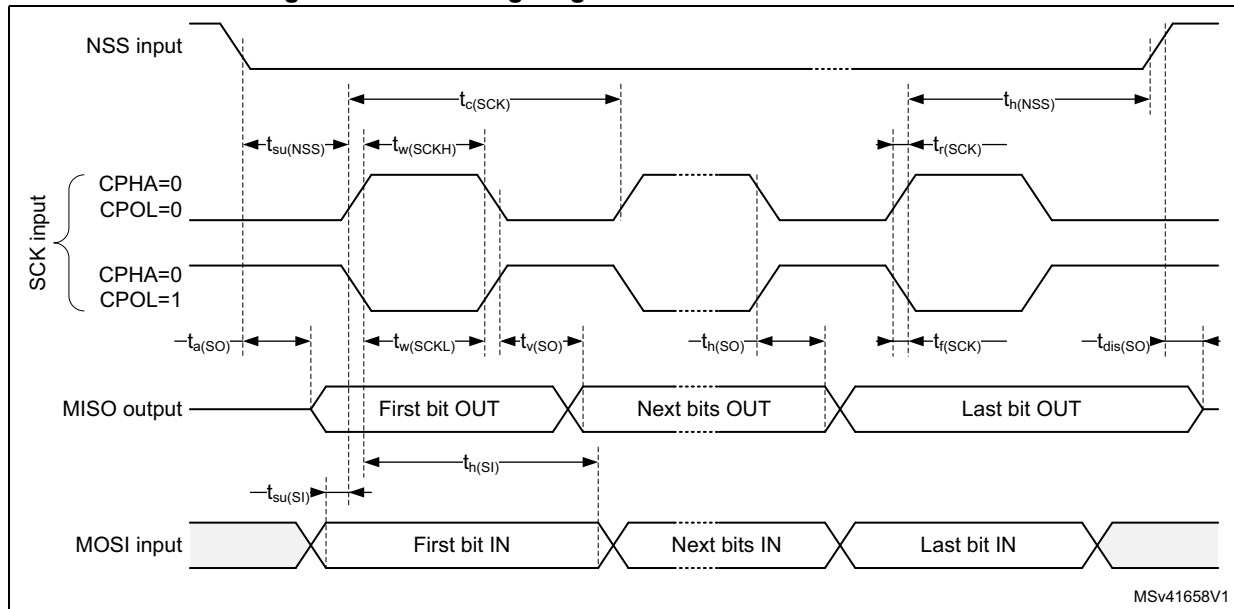 NSS input
tc(SCK)
th(NSS)
tsu(NSS)
tw(SCKH)
tr(SCK)
SCK input
CPHA=0
CPOL=0
CPHA=0
CPOL=1
ta(SO)
tw(SCKL)
tv(SO)
th(SO)
tf(SCK)
tdis(SO)
MISO output
First bit OUT
Next bits OUT
Last bit OUT
th(SI)
tsu(SI)
MOSI input
First bit IN
Next bits IN
Last bit IN
MSv41658V1